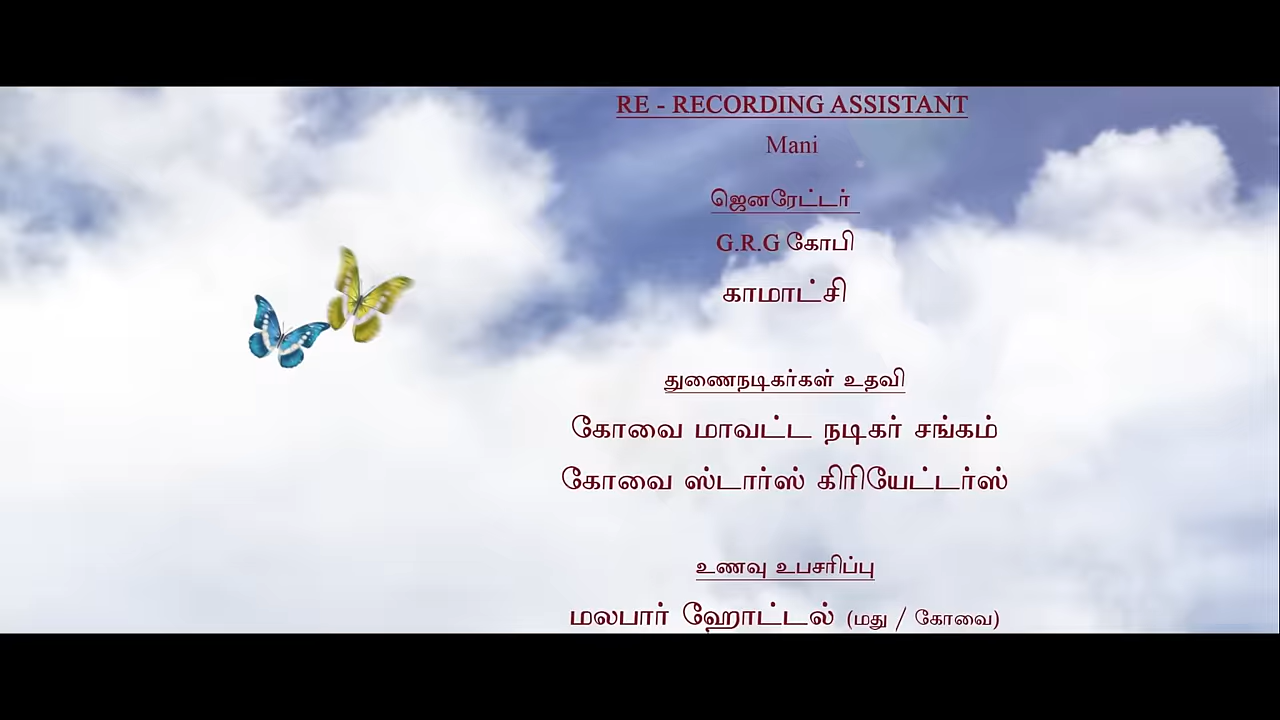 RE - RECORDING ASSISTANT
Mani
ஜெனரேட்டர்
G.R.G கோபி
காமாட்சி
துணைநடிகர்கள் உதவி
கோவை மாவட்ட நடிகர் சங்கம்
கோவை ஸ்டார்ஸ் கிரியேட்டர்ஸ்
உணவு உபசரிப்பு
மலபார் ஹோட்டல் (மது / கோவை)